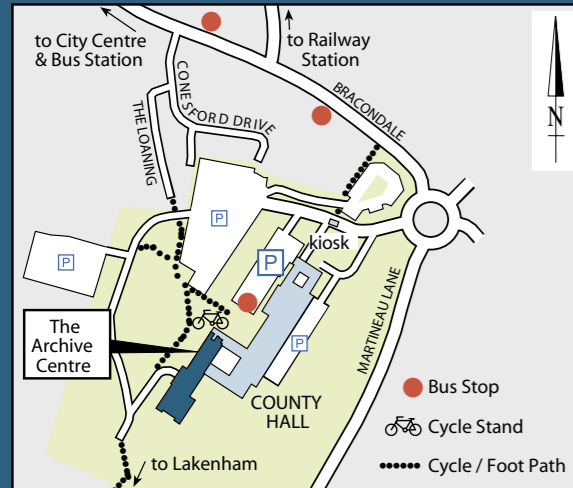 to City Centre
& Bus Station
to Railway
Station
N
CONESFORD DRIVE
THE LOANING
BRACONDALE
P
kiosk
P
P
P
MARTINEAU LANE
The
Archive
Centre
COUNTY
HALL
to Lakenham
Bus Stop
Cycle Stand
Cycle / Foot Path